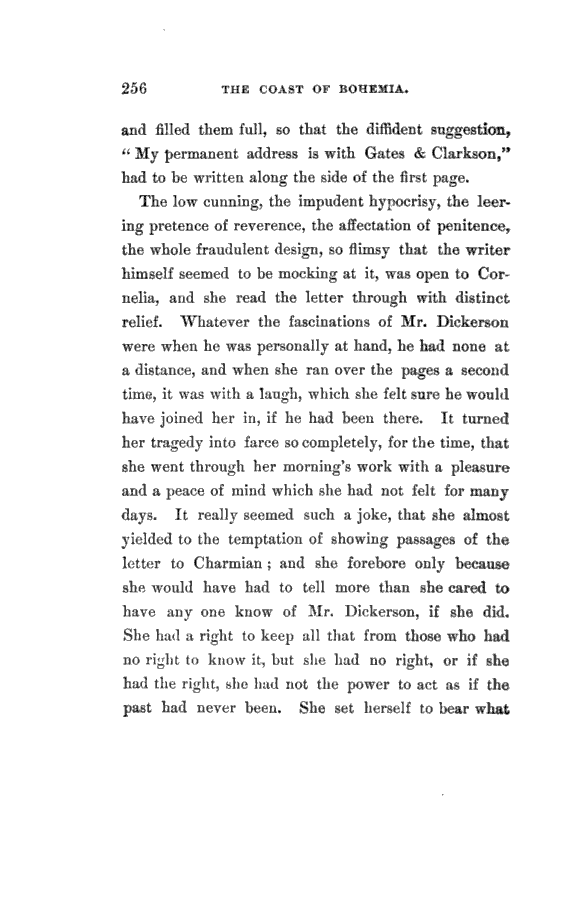 256 THE COAST OF BOHEMIA.
and filled them full, so that the diffident suggestion,
“ My permanent address is with Gates & Clarkson,”
had to be written along the side of the first page.
The low cunning, the impudent hypocrisy, the leer-
ing pretence of reverence, the affectation of penitence,
the whole fraudulent design, so flimsy that the writer
himself seemed to be mocking at it, was open to Cor-
nelia, and she read the letter through with distinct
relief. Whatever the fascinations of Mr. Dickerson
were when he was personally at hand, he had none at
a distance, and when she ran over the pages a second
time, it was with a laugh, which she felt sure he would
have joined her in, if he had been there. It turned
her tragedy into farce so completely, for the time, that
she went through her morning’s work with a pleasure
and a peace of mind which she had not felt for many
days. It really seemed such a joke, that she almost
yielded to the temptation of showing passages of the
letter to Charmian ; and she forebore only because
she would have had to tell more than she cared to
have any one know of Mr. Dickerson, if she did.
She had a right to keep all that from those who had
no right to know it, but she had no right, or if she
had the right, she had not the power to act as if the
past had never been. She set herself to bear what